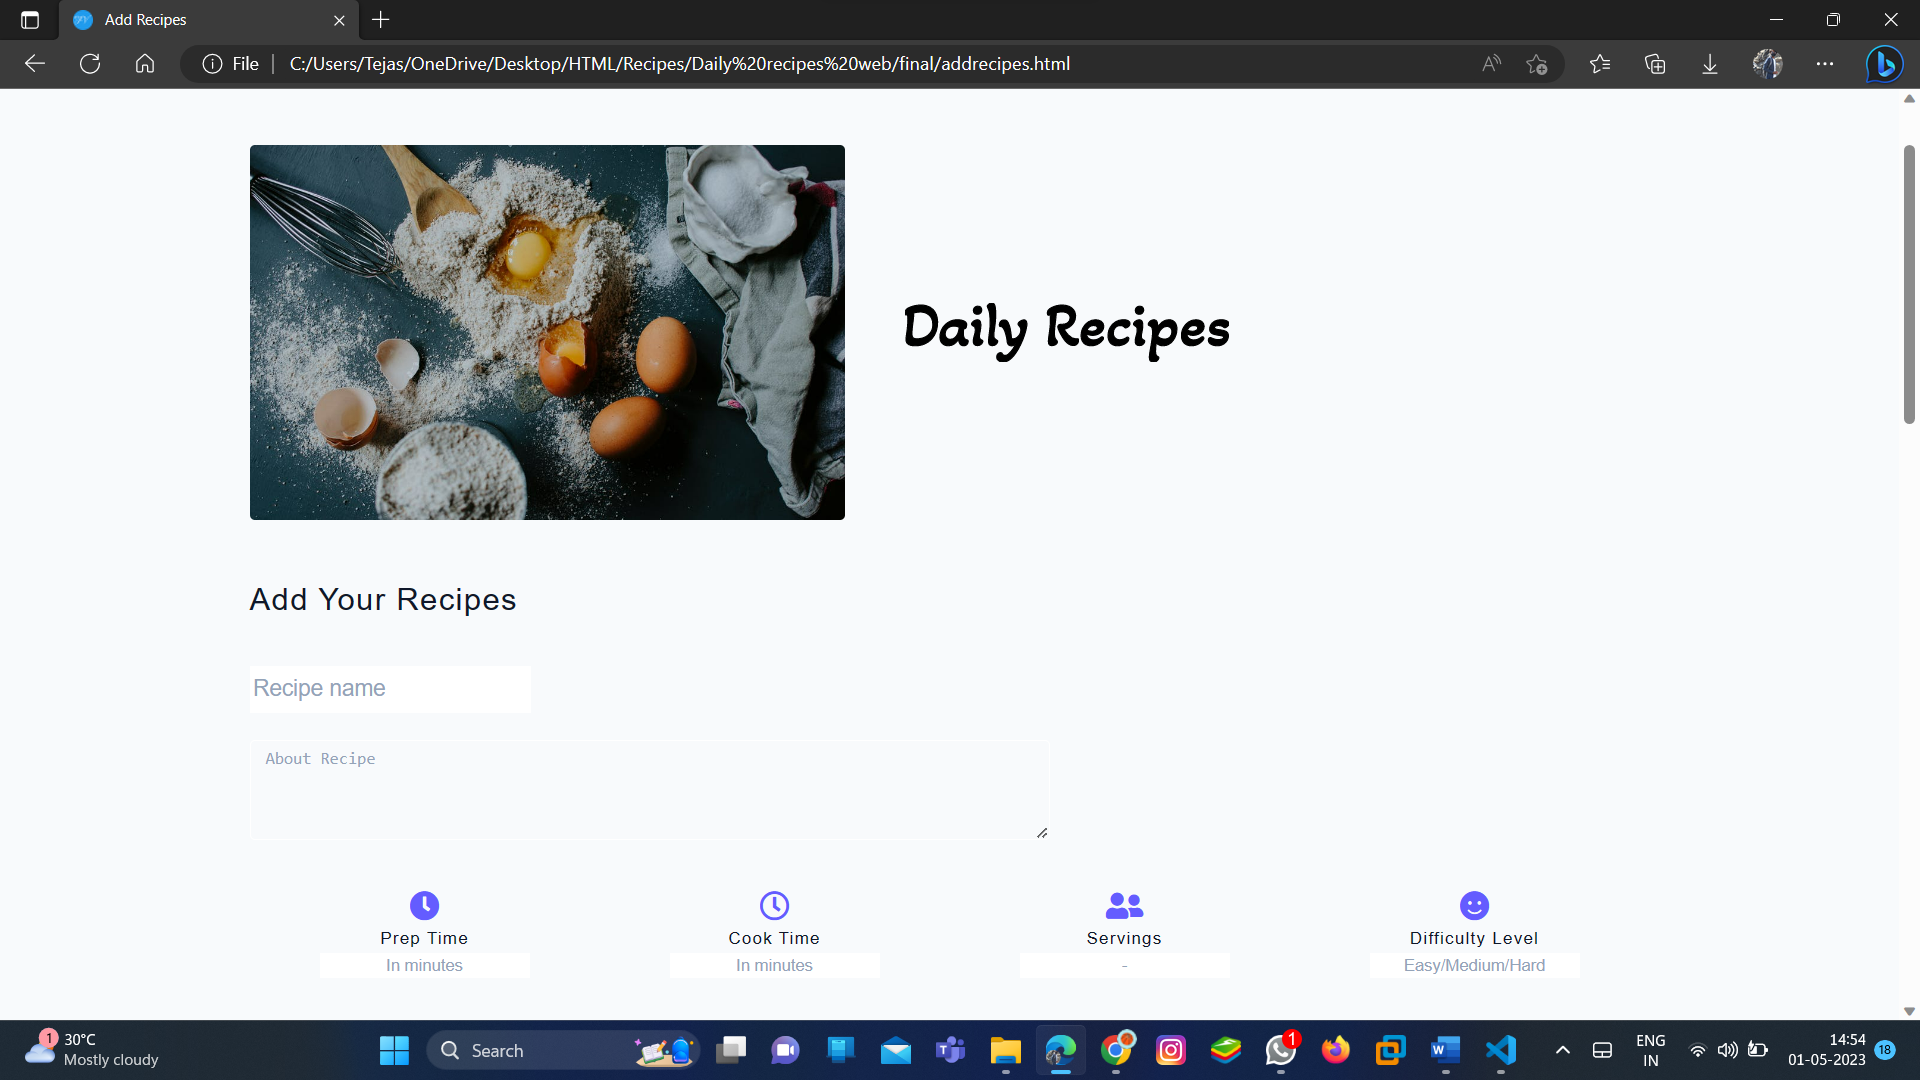 Add Recipes
File
C:/Users/Tejas/OneDrive/Desktop/HTML/Recipes/Daily%20recipes%20web/final/addrecipes.html
Daily Recipes
Add Your Recipes
Recipe name
About Recipe
Prep Time
In minutes
Cook Time
In minutes
Servings
-
Difficulty Level
Easy/Medium/Hard
1
30°C
Mostly cloudy
Search
1
ENG
IN
14:54
01-05-2023
18